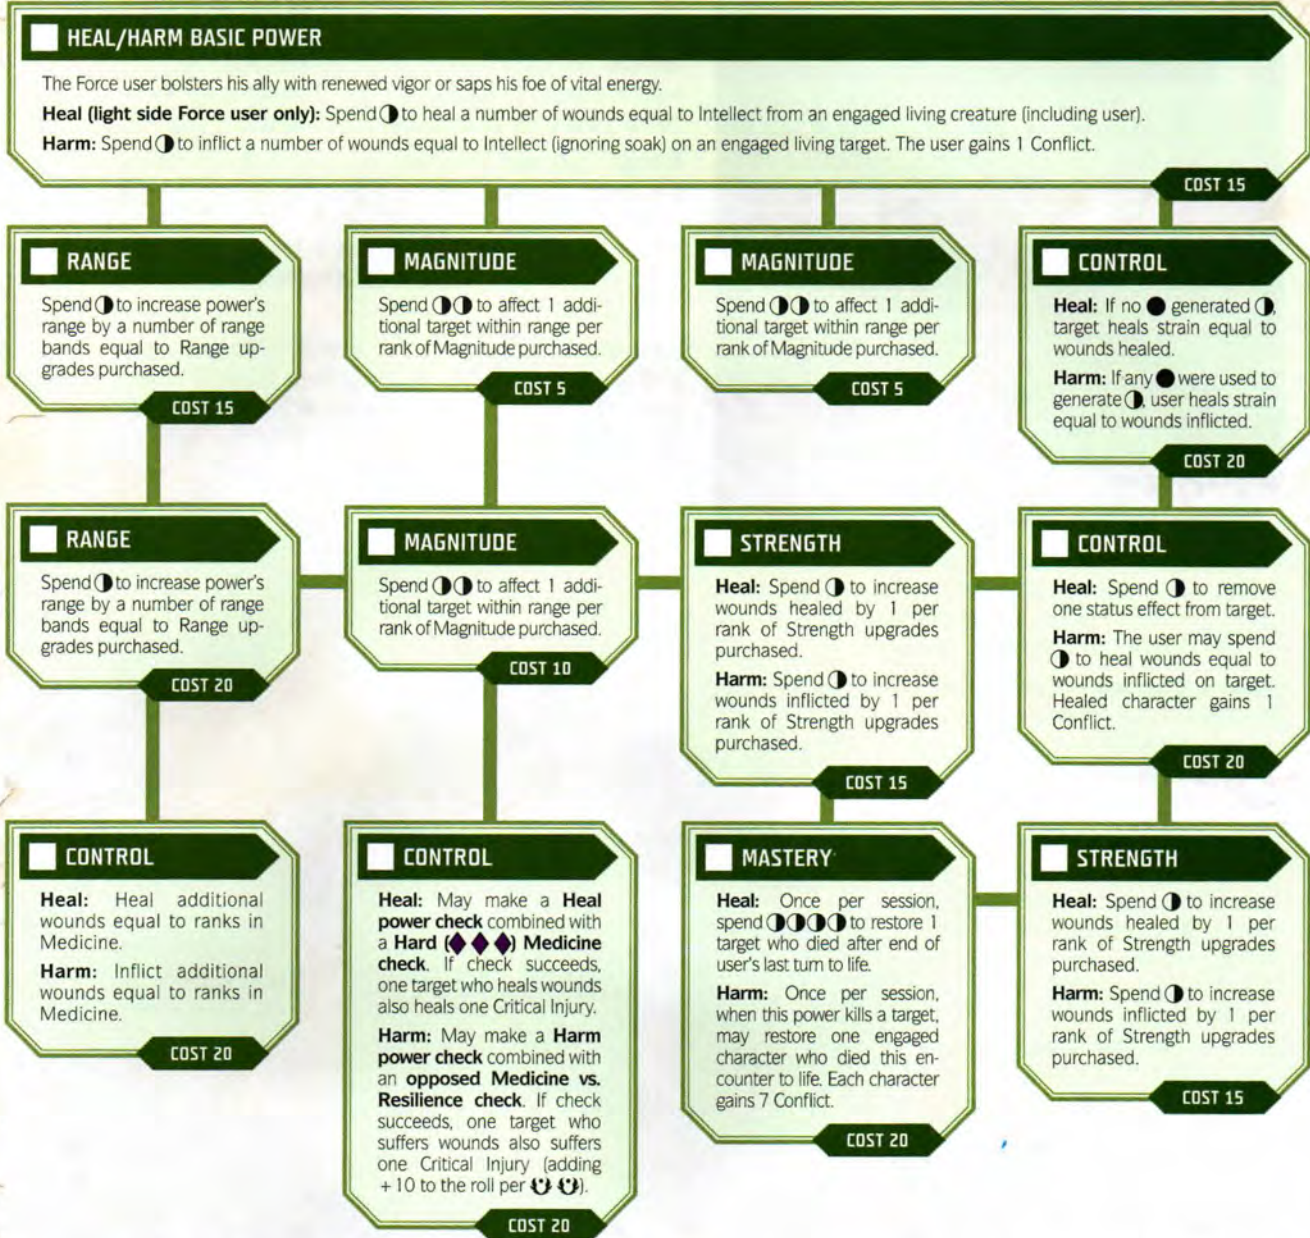 HEAL/HARM BASIC POWER
The Force user bolsters his ally with renewed vigor or saps his foe of vital energy.
Heal (light side Force user only): Spend ◑ to heal a number of wounds equal to Intellect from an engaged living creature (including user).
Harm: Spend ◑ to inflict a number of wounds equal to Intellect (ignoring soak) on an engaged living target. The user gains 1 Conflict.
COST 15
RANGE
Spend ◑ to increase power's
range by a number of range
bands equal to Range up-
grades purchased.
COST 15
MAGNITUDE
Spend ◑◑ to affect 1 addi-
tional target within range per
rank of Magnitude purchased.
COST 5
MAGNITUDE
Spend ◑◑ to affect 1 addi-
tional target within range per
rank of Magnitude purchased.
COST 5
CONTROL
Heal: If no ● generated ◑,
target heals strain equal to
wounds healed.
Harm: If any ● were used to
generate ◑, user heals strain
equal to wounds inflicted.
COST 20
RANGE
Spend ◑ to increase power's
range by a number of range
bands equal to Range up-
grades purchased.
COST 20
MAGNITUDE
Spend ◑◑ to affect 1 addi-
tional target within range per
rank of Magnitude purchased.
COST 10
STRENGTH
Heal: Spend ◑ to increase
wounds healed by 1 per
rank of Strength upgrades
purchased.
Harm: Spend ◑ to increase
wounds inflicted by 1 per
rank of Strength upgrades
purchased.
COST 15
CONTROL
Heal: Spend ◑ to remove
one status effect from target.
Harm: The user may spend
◑ to heal wounds equal to
wounds inflicted on target.
Healed character gains 1
Conflict.
COST 20
CONTROL
Heal: Heal additional
wounds equal to ranks in
Medicine.
Harm: Inflict additional
wounds equal to ranks in
Medicine.
COST 20
CONTROL
Heal: May make a Heal
power check combined with
a Hard (◆◆◆) Medicine
check. If check succeeds,
one target who heals wounds
also heals one Critical Injury.
Harm: May make a Harm
power check combined with
an opposed Medicine vs.
Resilience check. If check
succeeds, one target who
suffers wounds also suffers
one Critical Injury (adding
+10 to the roll per).
COST 20
MASTERY
Heal: Once per session,
spend ◑◑◑◑ to restore 1
target who died after end of
user's last turn to life.
Harm: Once per session,
when this power kills a target,
may restore one engaged
character who died this en-
counter to life. Each character
gains 7 Conflict.
COST 20
STRENGTH
Heal: Spend ◑ to increase
wounds healed by 1 per
rank of Strength upgrades
purchased.
Harm: Spend ◑ to increase
wounds inflicted by 1 per
rank of Strength upgrades
purchased.
COST 15